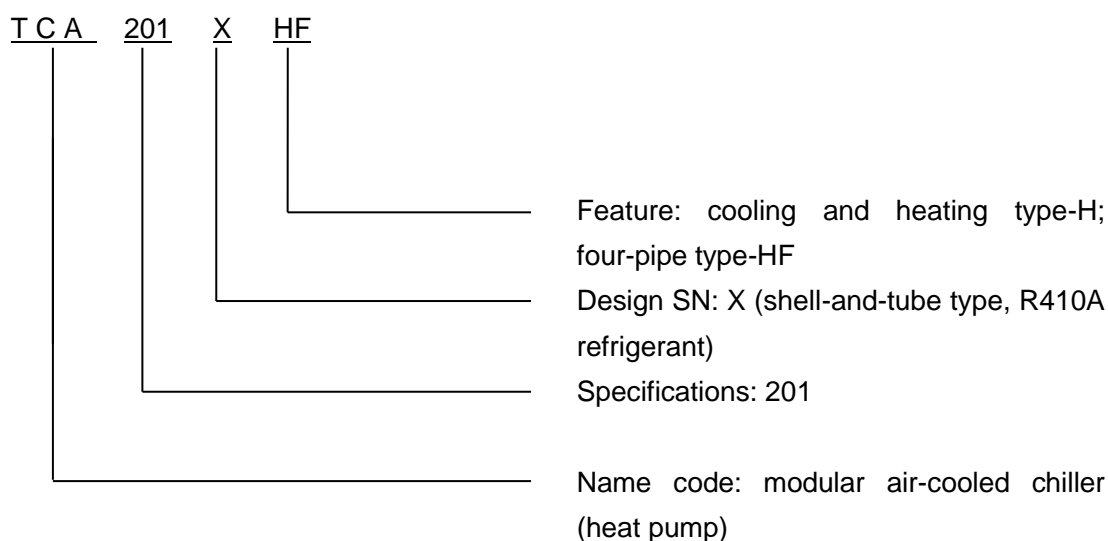 T C A 201 X HF
Feature: cooling and heating type-H;
four-pipe type-HF
Design SN: X (shell-and-tube type, R410A
refrigerant)
Specifications: 201
Name code: modular air-cooled chiller
(heat pump)